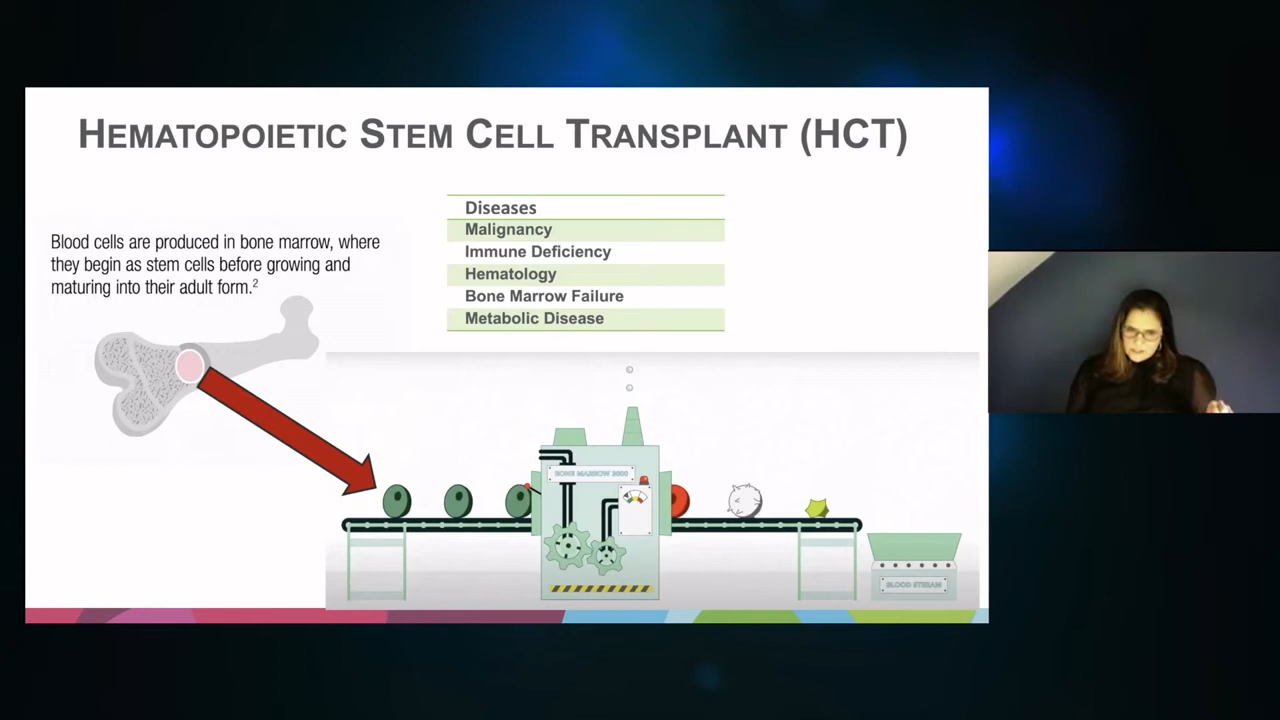 HEMATOPOIETIC STEM CELL TRANSPLANT (HCT)
Blood cells are produced in bone marrow, where
they begin as stem cells before growing and
maturing into their adult form.2
Diseases
Malignancy
Immune Deficiency
Hematology
Bone Marrow Failure
Metabolic Disease
BONE MARROW 3000
BLOOD STREAM